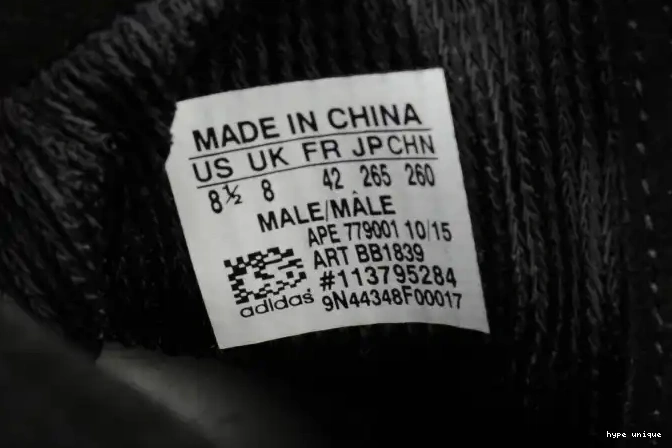 MADE IN CHINA
US UK FR JP CHN
8½ 8 42 265 260
MALE/MÂLE
APE 779001 10/15
ART BB1839
#113795284
adidas 9N44348F00017
hype unique